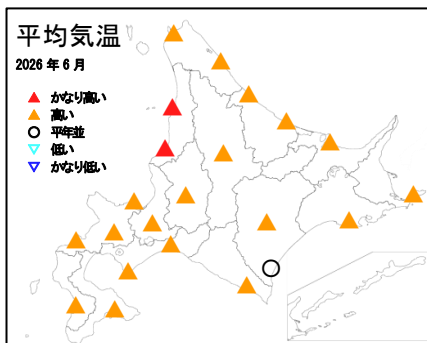 平均気温
2026 年 6 月
かなり高い
高い
平年並
低い
かなり低い